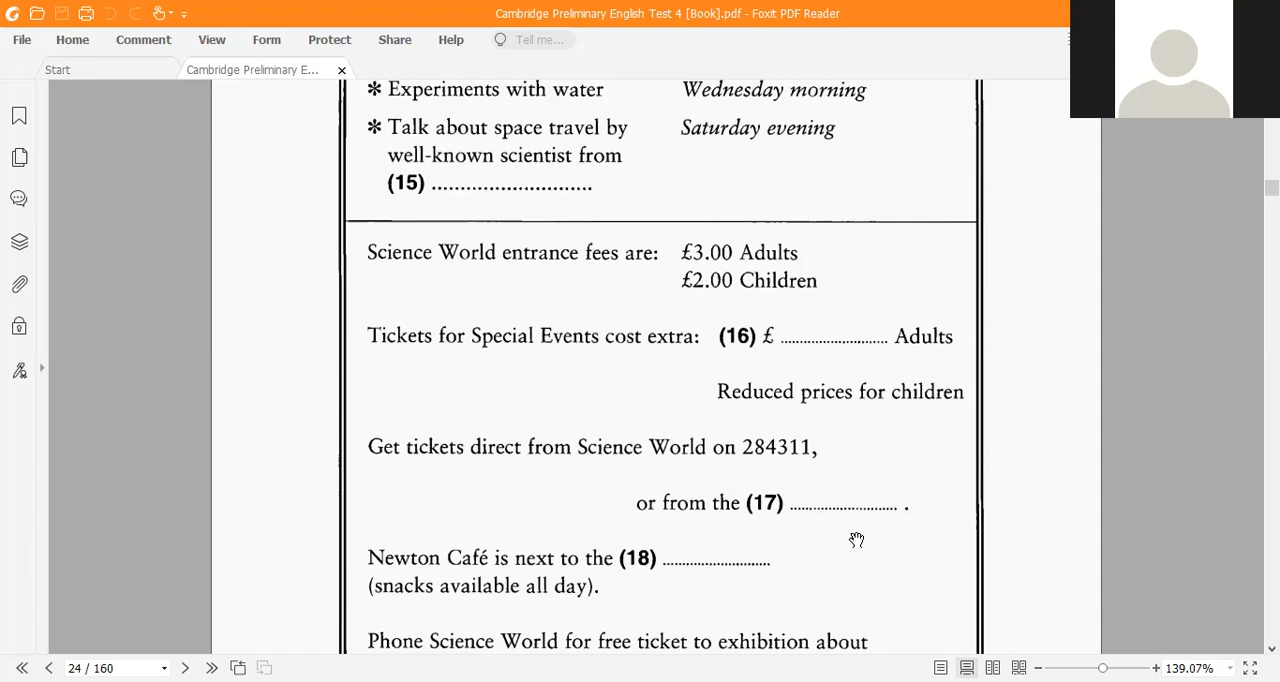 Cambridge Preliminary English Test 4 [Book].pdf - Foxit PDF Reader
File Home Comment View Form Protect Share Help Tell me...
Start Cambridge Preliminary E... ×
* Experiments with water Wednesday morning
* Talk about space travel by Saturday evening
well-known scientist from
(15) ............................
Science World entrance fees are: £3.00 Adults
£2.00 Children
Tickets for Special Events cost extra: (16) £ ........................... Adults
Reduced prices for children
Get tickets direct from Science World on 284311,
or from the (17) ........................... .
Newton Café is next to the (18) ...........................
(snacks available all day).
Phone Science World for free ticket to exhibition about
24 / 160 139.07%